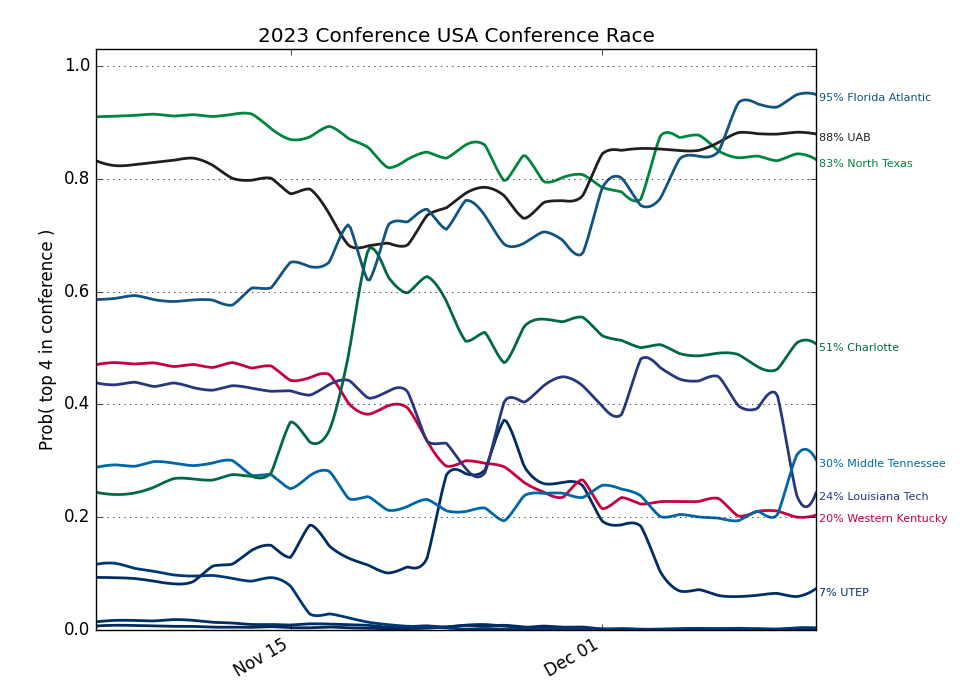 2023 Conference USA Conference Race
Prob( top 4 in conference )
1.0
0.8
0.6
0.4
0.2
0.0
Nov 15
Dec 01
95% Florida Atlantic
88% UAB
83% North Texas
51% Charlotte
30% Middle Tennessee
24% Louisiana Tech
20% Western Kentucky
7% UTEP